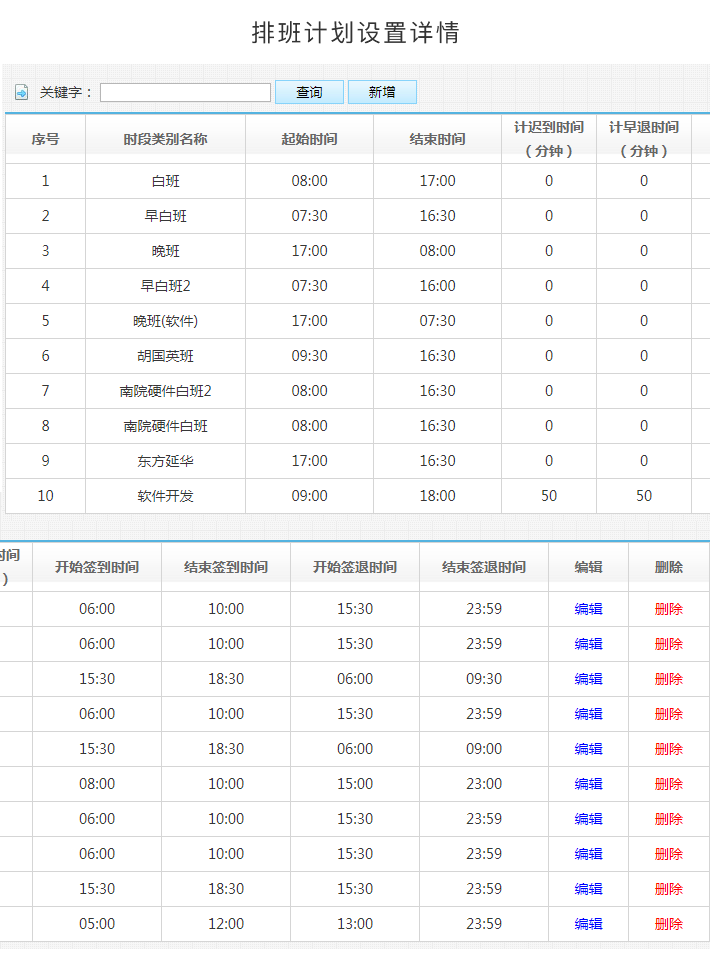 排班计划设置详情
关键字： 查询 新增
序号 时段类别名称 起始时间 结束时间 计迟到时间（分钟） 计早退时间（分钟）
1 白班 08:00 17:00 0 0
2 早白班 07:30 16:30 0 0
3 晚班 17:00 08:00 0 0
4 早白班2 07:30 16:00 0 0
5 晚班(软件) 17:00 07:30 0 0
6 胡国英班 09:30 16:30 0 0
7 南院硬件白班2 08:00 16:30 0 0
8 南院硬件白班 08:00 16:30 0 0
9 东方延华 17:00 16:30 0 0
10 软件开发 09:00 18:00 50 50
时间 ） 开始签到时间 结束签到时间 开始签退时间 结束签退时间 编辑 删除
06:00 10:00 15:30 23:59 编辑 删除
06:00 10:00 15:30 23:59 编辑 删除
15:30 18:30 06:00 09:30 编辑 删除
06:00 10:00 15:30 23:59 编辑 删除
15:30 18:30 06:00 09:00 编辑 删除
08:00 10:00 15:00 23:00 编辑 删除
06:00 10:00 15:30 23:59 编辑 删除
06:00 10:00 15:30 23:59 编辑 删除
15:30 18:30 15:30 23:59 编辑 删除
05:00 12:00 13:00 23:59 编辑 删除